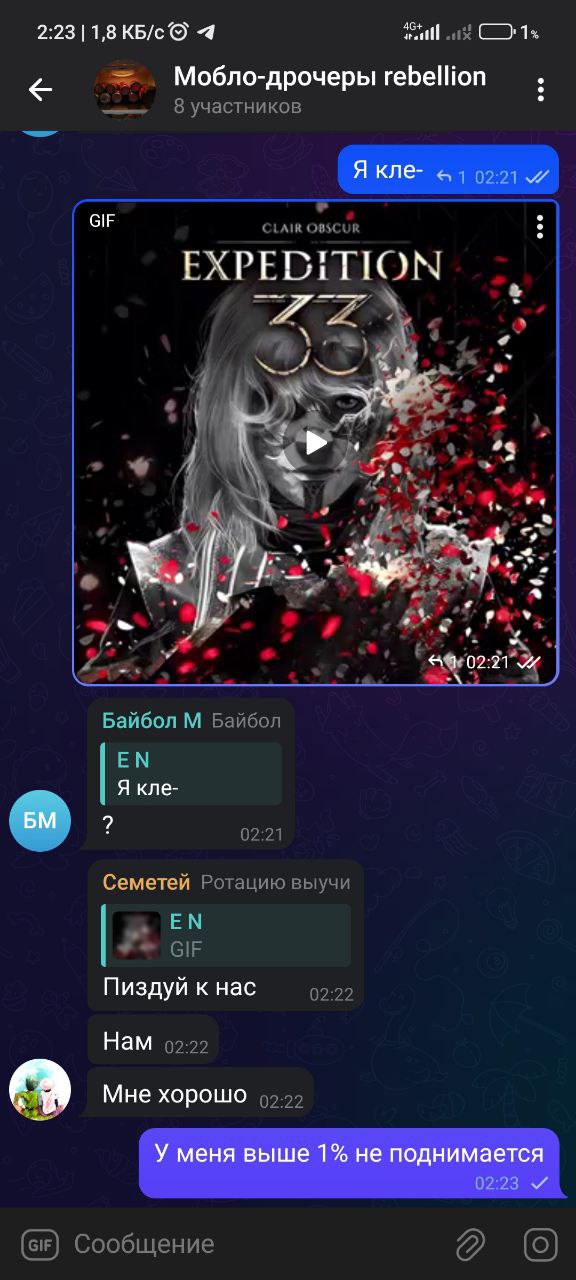 2:23 | 1,8 КБ/с
4G+
1%
Мобло-дрочеры rebellion
8 участников
Я кле-
1 02:21
GIF
CLAIR OBSCUR
EXPEDITION
33
1 02:21
Байбол М Байбол
E N
Я кле-
?
02:21
БМ
Семетей Ротацию выучи
E N
GIF
Пиздуй к нас
02:22
Нам 02:22
Мне хорошо 02:22
У меня выше 1% не поднимается
02:23
GIF Сообщение